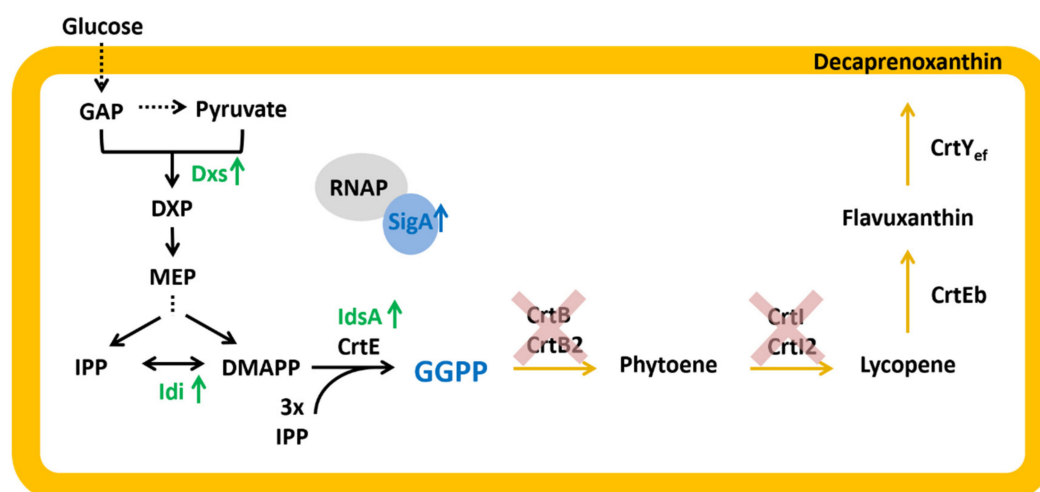 Glucose
Decaprenoxanthin
GAP
Pyruvate
Dxs
CrtYef
RNAP
DXP
SigA
Flavuxanthin
MEP
CrtEb
IdsA
CrtE
CrtB
CrtB2
CrtI
CrtI2
IPP
DMAPP
GGPP
Phytoene
Lycopene
Idi
3x
IPP